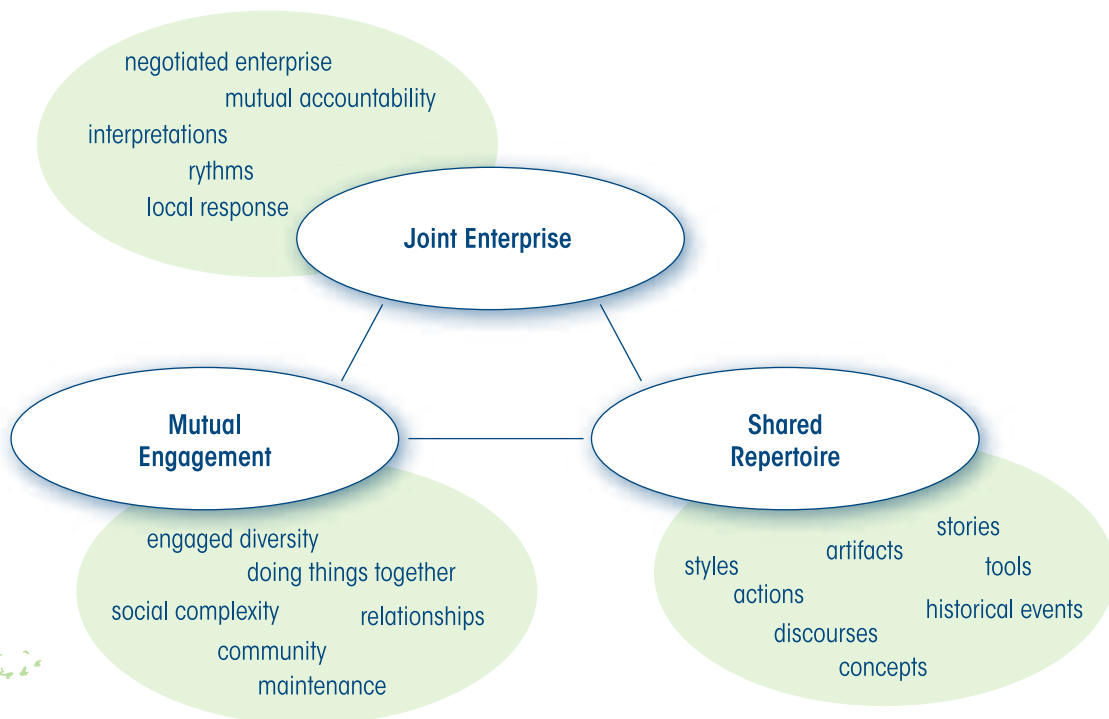 negotiated enterprise
mutual accountability
interpretations
rythms
local response
Joint Enterprise
Mutual
Engagement
Shared
Repertoire
engaged diversity
doing things together
social complexity
relationships
community
maintenance
stories
artifacts
styles
tools
actions
historical events
discourses
concepts